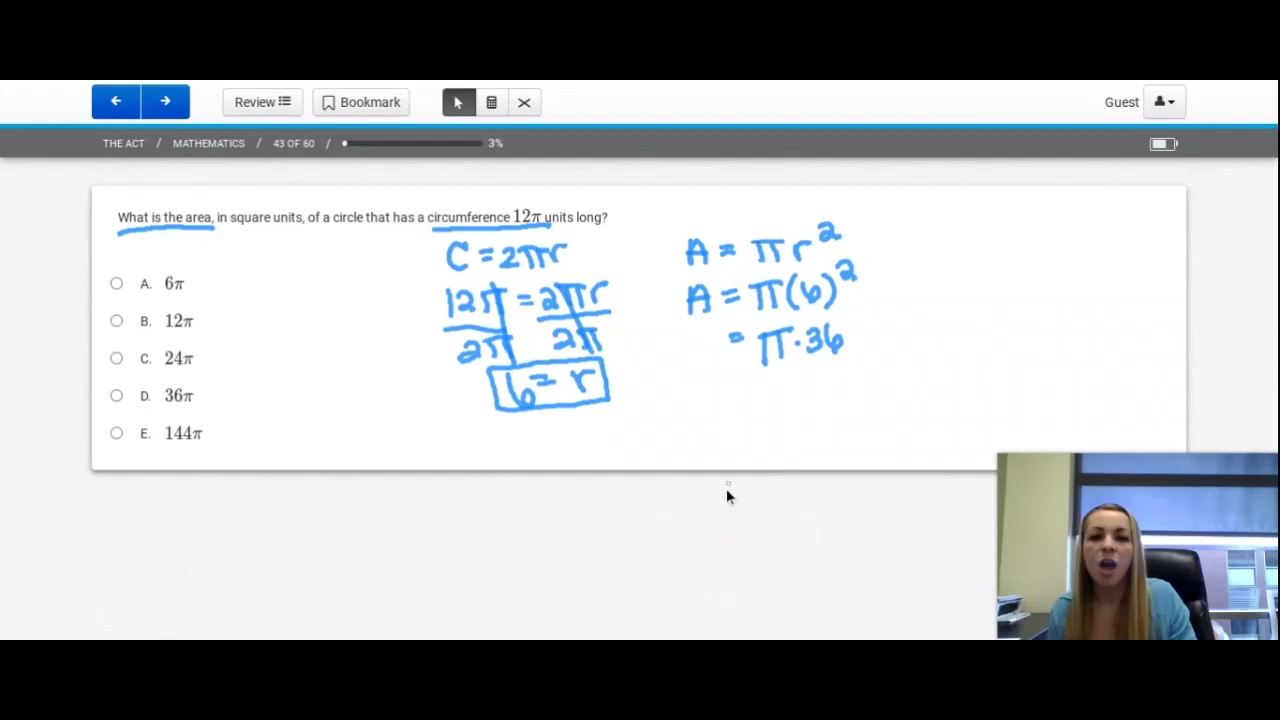 Review Bookmark Guest
THE ACT / MATHEMATICS / 43 OF 60 / 3%
What is the area, in square units, of a circle that has a circumference 12π units long?
A. 6π
B. 12π
C. 24π
D. 36π
E. 144π
C = 2πr
12π = 2πr
2π 2π
6 = r
A = πr²
A = π(6)²
= π·36